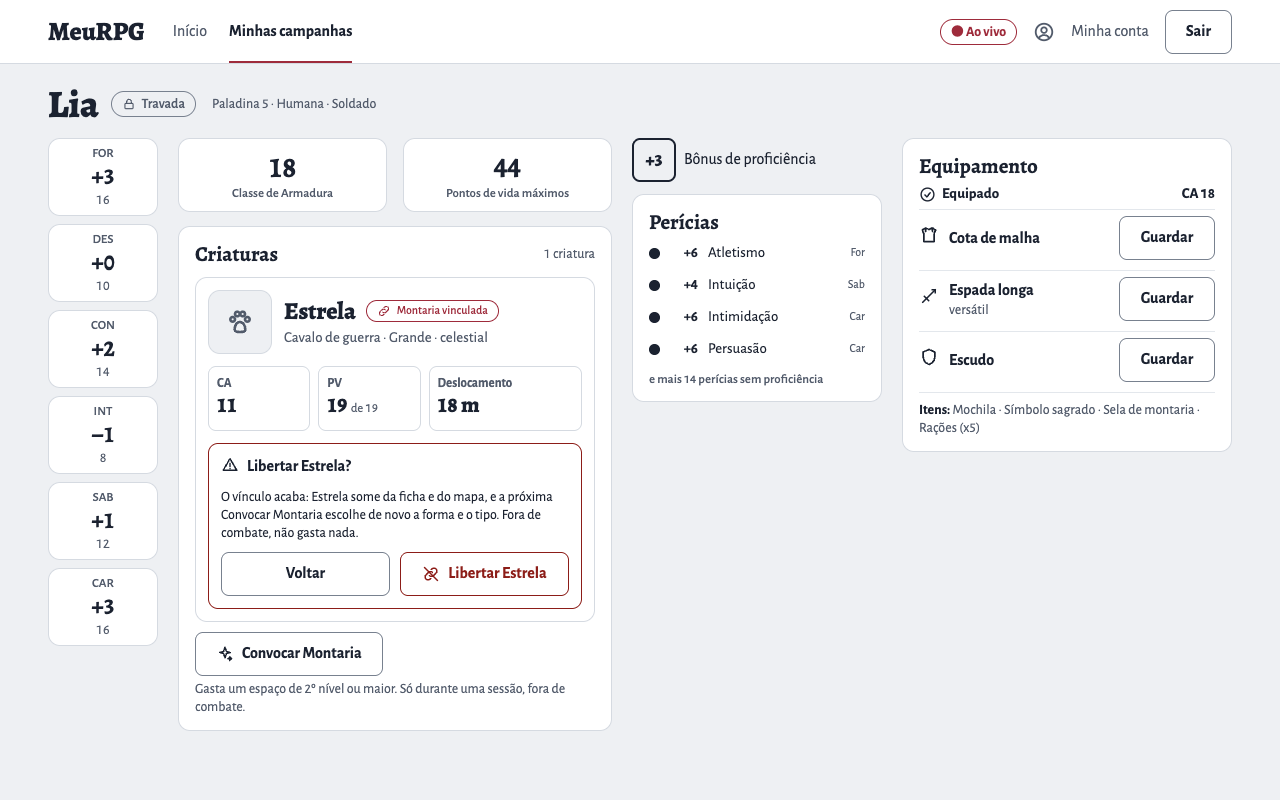 MeuRPG
Início
Minhas campanhas
Ao vivo
Minha conta
Sair
Lia
Travada
Paladina 5 · Humana · Soldado
FOR
+3
16
DES
+0
10
CON
+2
14
INT
−1
8
SAB
+1
12
CAR
+3
16
18
Classe de Armadura
44
Pontos de vida máximos
Criaturas
1 criatura
Estrela
Montaria vinculada
Cavalo de guerra · Grande · celestial
CA
11
PV
19 de 19
Deslocamento
18 m
Libertar Estrela?
O vínculo acaba: Estrela some da ficha e do mapa, e a próxima
Convocar Montaria escolhe de novo a forma e o tipo. Fora de
combate, não gasta nada.
Voltar
Libertar Estrela
Convocar Montaria
Gasta um espaço de 2º nível ou maior. Só durante uma sessão, fora de
combate.
+3
Bônus de proficiência
Perícias
+6 Atletismo For
+4 Intuição Sab
+6 Intimidação Car
+6 Persuasão Car
e mais 14 perícias sem proficiência
Equipamento
Equipado
CA 18
Cota de malha
Guardar
Espada longa
versátil
Guardar
Escudo
Guardar
Itens: Mochila · Símbolo sagrado · Sela de montaria ·
Rações (x5)